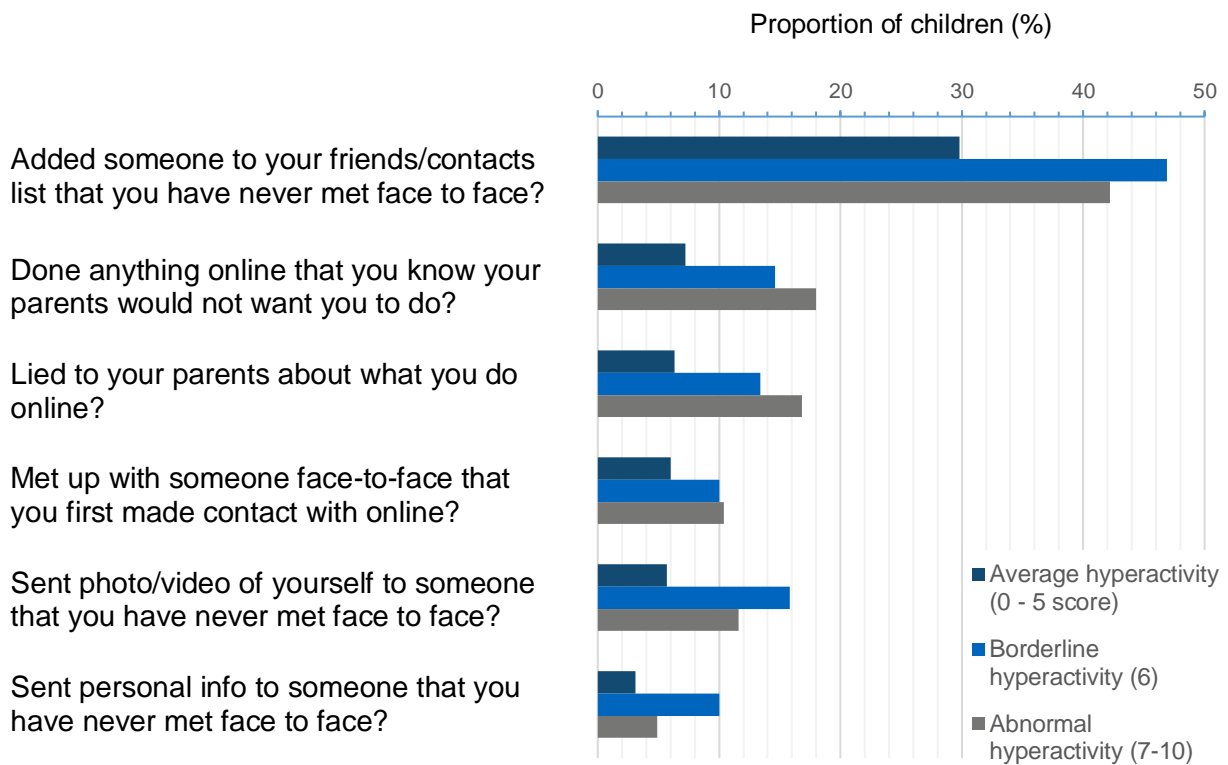 Proportion of children (%)
0 10 20 30 40 50
Added someone to your friends/contacts
list that you have never met face to face?
Done anything online that you know your
parents would not want you to do?
Lied to your parents about what you do
online?
Met up with someone face-to-face that
you first made contact with online?
Sent photo/video of yourself to someone
that you have never met face to face?
Sent personal info to someone that you
have never met face to face?
Average hyperactivity
(0 - 5 score)
Borderline
hyperactivity (6)
Abnormal
hyperactivity (7-10)